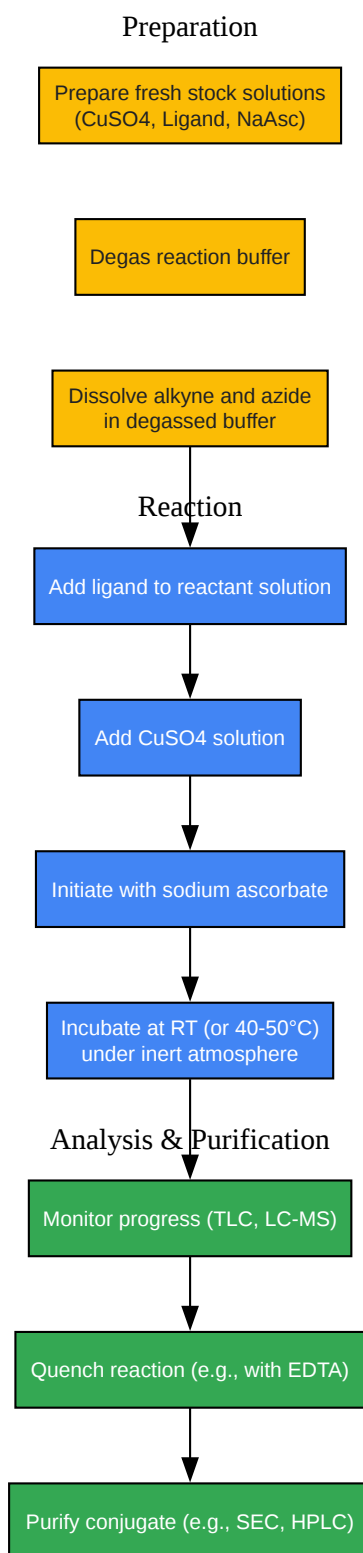 Preparation
Prepare fresh stock solutions
(CuSO4, Ligand, NaAsc)
Degas reaction buffer
Dissolve alkyne and azide
in degassed buffer
Reaction
Add ligand to reactant solution
Add CuSO4 solution
Initiate with sodium ascorbate
Incubate at RT (or 40-50°C)
under inert atmosphere
Analysis & Purification
Monitor progress (TLC, LC-MS)
Quench reaction (e.g., with EDTA)
Purify conjugate (e.g., SEC, HPLC)